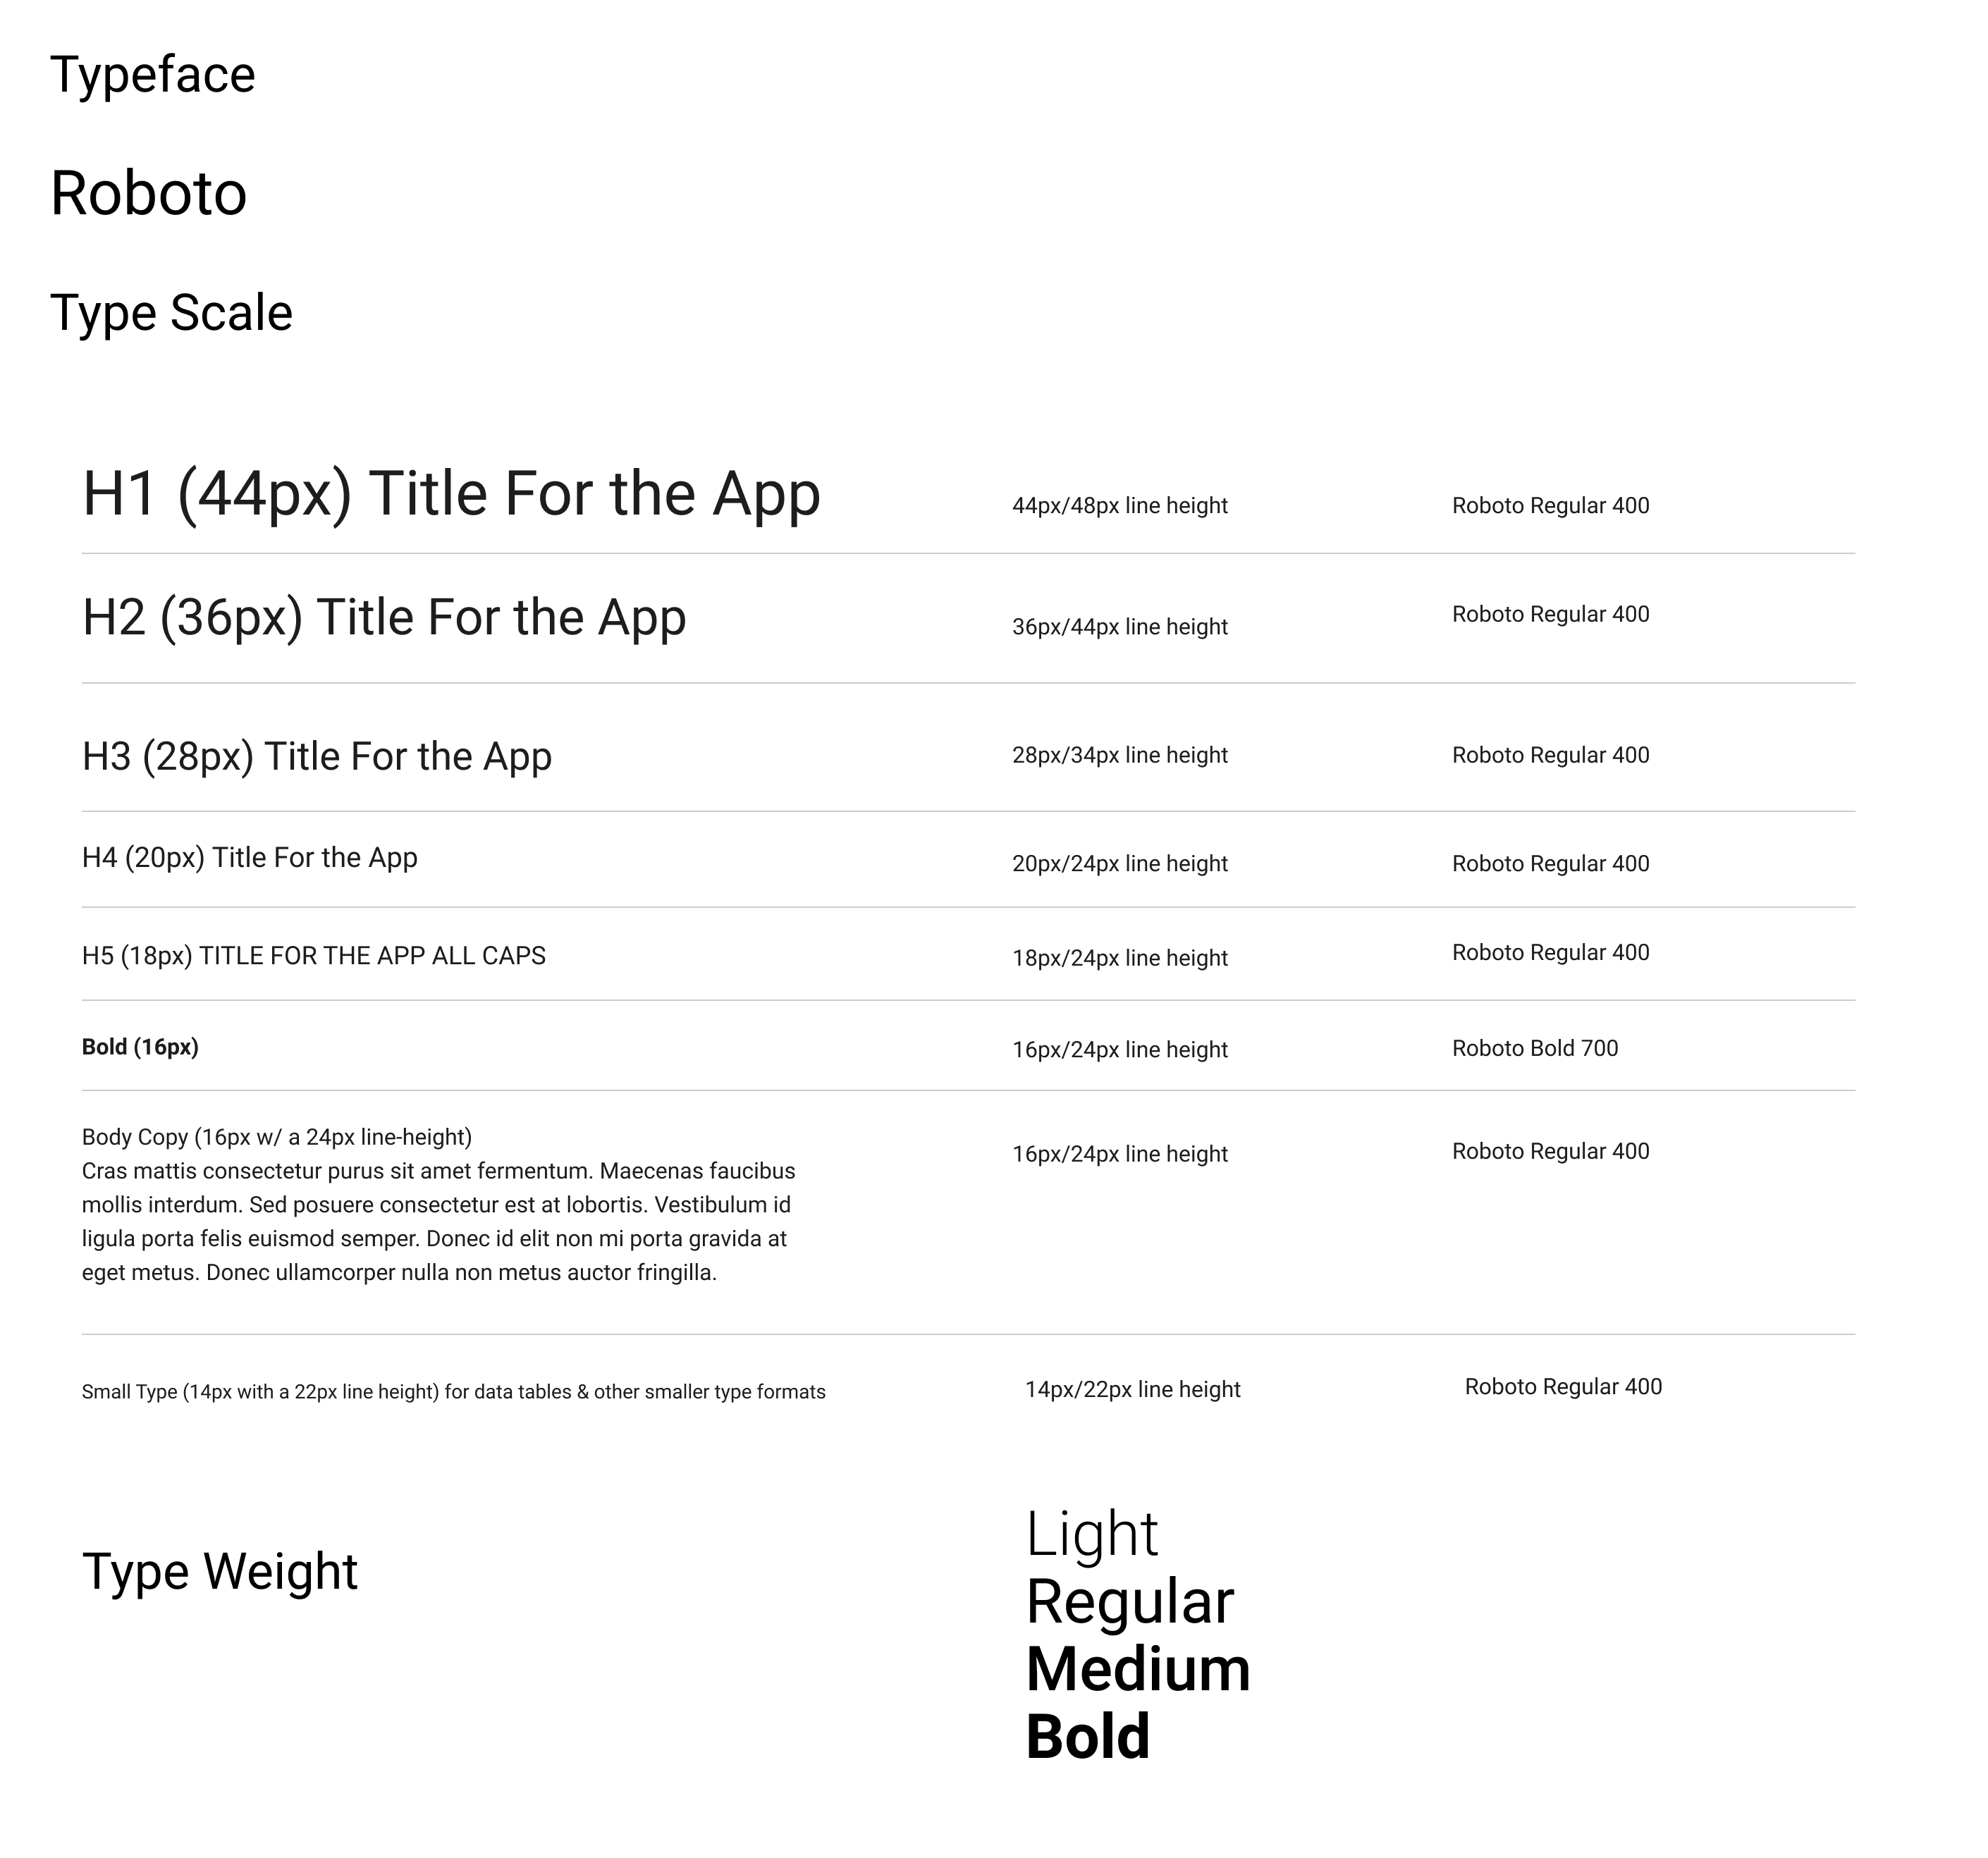 Typeface
Roboto
Type Scale
H1 (44px) Title For the App
44px/48px line height
Roboto Regular 400
H2 (36px) Title For the App
36px/44px line height
Roboto Regular 400
H3 (28px) Title For the App
28px/34px line height
Roboto Regular 400
H4 (20px) Title For the App
20px/24px line height
Roboto Regular 400
H5 (18px) TITLE FOR THE APP ALL CAPS
18px/24px line height
Roboto Regular 400
Bold (16px)
16px/24px line height
Roboto Bold 700
Body Copy (16px w/ a 24px line-height)
Cras mattis consectetur purus sit amet fermentum. Maecenas faucibus
mollis interdum. Sed posuere consectetur est at lobortis. Vestibulum id
ligula porta felis euismod semper. Donec id elit non mi porta gravida at
eget metus. Donec ullamcorper nulla non metus auctor fringilla.
16px/24px line height
Roboto Regular 400
Small Type (14px with a 22px line height) for data tables & other smaller type formats
14px/22px line height
Roboto Regular 400
Type Weight
Light
Regular
Medium
Bold